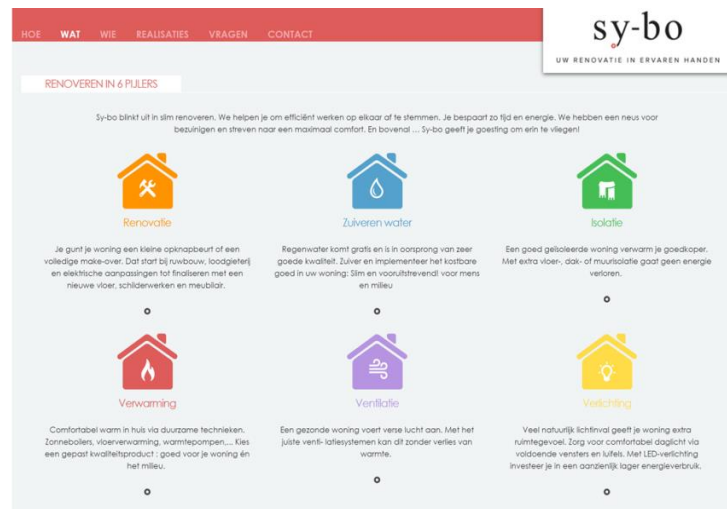 HOE WAT WIE REALISATIES VRAGEN CONTACT
sy-bo
UW RENOVATIE IN ERVAREN HANDEN
RENOVEREN IN 6 PIJLERS
Sy-bo blinkt uit in slim renoveren. We helpen je om efficiënt werken op elkaar af te stemmen. Je bespaart zo tijd en energie. We hebben een neus voor
bezuinigen en streven naar een maximaal comfort. En bovenal ... Sy-bo geeft je goesting om erin te vliegen!
Renovatie
Je gunt je woning een kleine opknapbeurt of een
volledige make-over. Dat start bij ruwbouw, loodgieterij
en elektrische aanpassingen tot finaliseren met een
nieuwe vloer, schilderwerken en meubilair.
Zuiveren water
Regenwater komt gratis en is in oorsprong van zeer
goede kwaliteit. Zuiver en implementeer het kostbare
goed in uw woning: Slim en vooruitstrevend! voor mens
en milieu
Isolatie
Een goed geïsoleerde woning verwarm je goedkoper.
Met extra vloer-, dak- of muurisolatie gaat geen energie
verloren.
Verwarming
Comfortabel warm in huis via duurzame technieken.
Zonneboilers, vloerverwarming, warmtepompen,... Kies
een gepast kwaliteitsproduct : goed voor je woning én
het milieu.
Ventilatie
Een gezonde woning voert verse lucht aan. Met het
juiste venti- latiesystemen kan dit zonder verlies van
warmte.
Verlichting
Veel natuurlijk lichtinval geeft je woning extra
ruimtegevoel. Zorg voor comfortabel daglicht via
voldoende vensters en luifels. Met LED-verlichting
investeer je in een aanzienlijk lager energieverbruik.